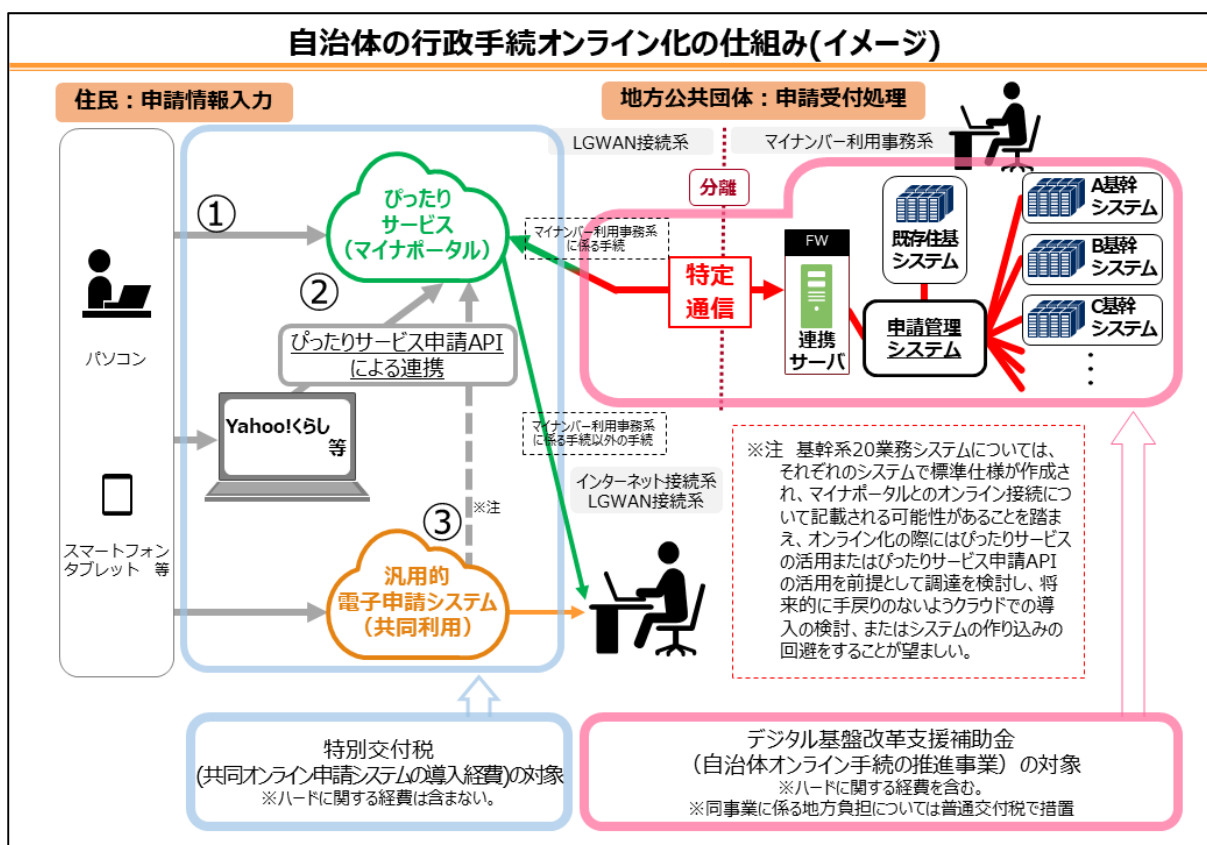 自治体の行政手続オンライン化の仕組み(イメージ)
住民：申請情報入力
地方公共団体：申請受付処理
LGWAN接続系
マイナンバー利用事務系
分離
①
ぴったり
サービス
（マイナポータル）
マイナンバー利用事務系
に係る手続
特定
通信
FW
連携
サーバ
既存住基
システム
申請管理
システム
A基幹
システム
B基幹
システム
C基幹
システム
・
・
・
パソコン
②
ぴったりサービス申請API
による連携
Yahoo!くらし
等
マイナンバー利用事務系
に係る手続以外の手続
インターネット接続系
LGWAN接続系
※注
③
スマートフォン
タブレット 等
汎用的
電子申請システム
（共同利用）
※注 基幹系20業務システムについては、
それぞれのシステムで標準仕様が作成さ
れ、マイナポータルとのオンライン接続につ
いて記載される可能性があることを踏ま
え、オンライン化の際にはぴったりサービス
の活用またはぴったりサービス申請API
の活用を前提として調達を検討し、将
来的に手戻りのないようクラウドでの導
入の検討、またはシステムの作り込みの
回避をすることが望ましい。
特別交付税
(共同オンライン申請システムの導入経費)の対象
※ハードに関する経費は含まない。
デジタル基盤改革支援補助金
（自治体オンライン手続の推進事業）の対象
※ハードに関する経費を含む。
※同事業に係る地方負担については普通交付税で措置